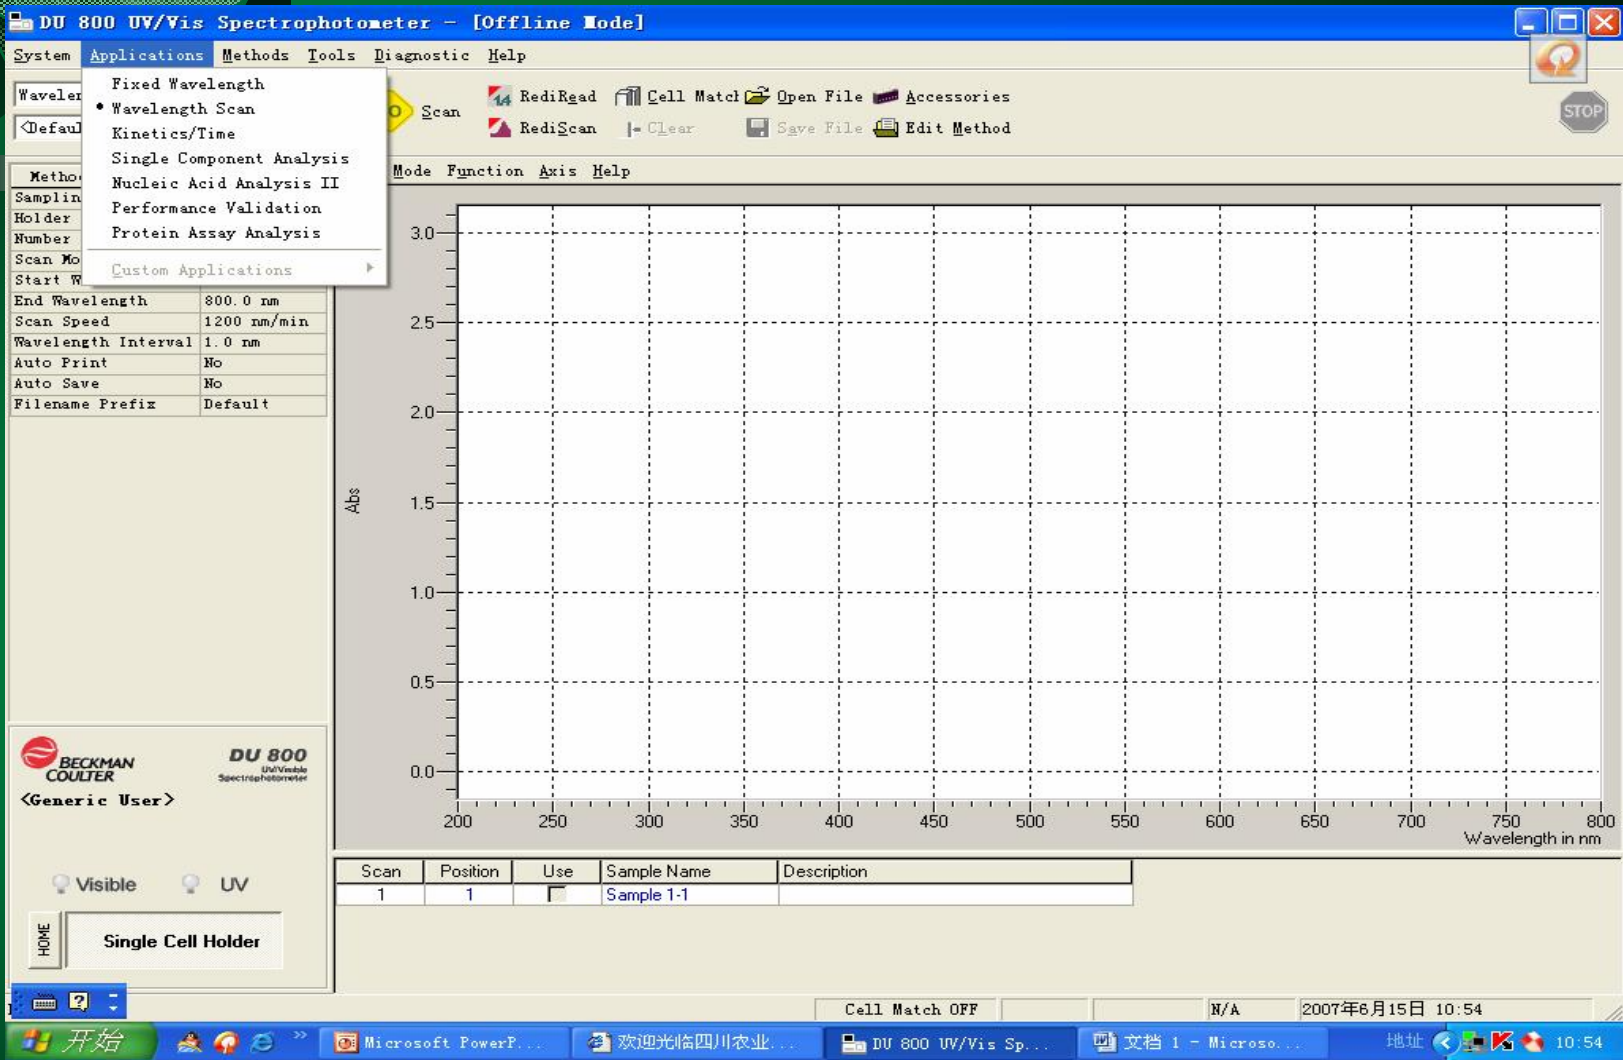 DU 800 UV/Vis Spectrophotometer - [Offline Mode]
System Applications Methods Tools Diagnostic Help
Fixed Wavelength
Wavelength Scan
Kinetics/Time
Single Component Analysis
Nucleic Acid Analysis II
Performance Validation
Protein Assay Analysis
Custom Applications
Scan
RediRead Cell Match Open File Accessories
RediScan Clear Save File Edit Method
STOP
Mode Function Axis Help
End Wavelength 800.0 nm
Scan Speed 1200 nm/min
Wavelength Interval 1.0 nm
Auto Print No
Auto Save No
Filename Prefix Default
Holder
Number
3.0
2.5
2.0
1.5
1.0
0.5
0.0
Abs
200 250 300 350 400 450 500 550 600 650 700 750 800
Wavelength in nm
BECKMAN COULTER
DU 800
UV/Visible
Spectrophotometer
<Generic User>
Visible UV
HOME
Single Cell Holder
Scan Position Use Sample Name Description
1 1 Sample 1-1
Cell Match OFF N/A 2007年6月15日 10:54
开始 Microsoft PowerP... 欢迎光临四川农业... DU 800 UV/Vis Sp... 文档 1 - Microso... 地址 10:54